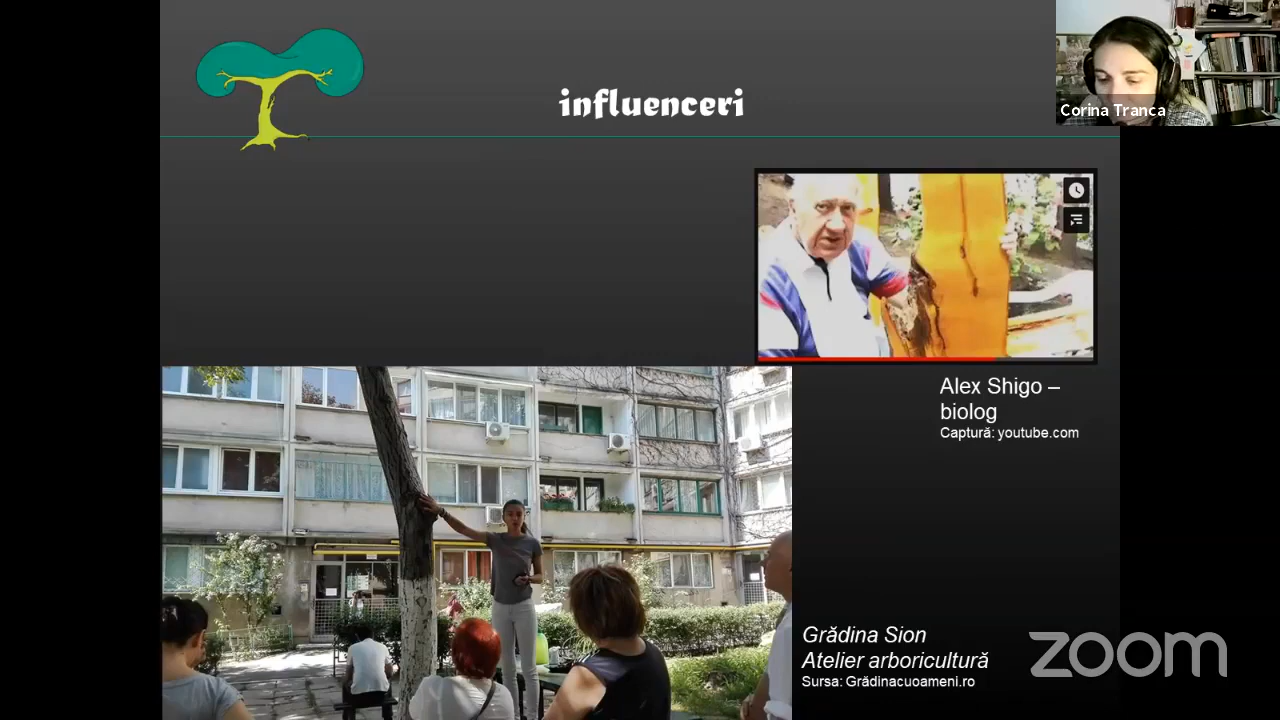 influenceri
Corina Tranca
Alex Shigo –
biolog
Captură: youtube.com
Grădina Sion
Atelier arboricultură
Sursa: Grădinacuoameni.ro
zoom